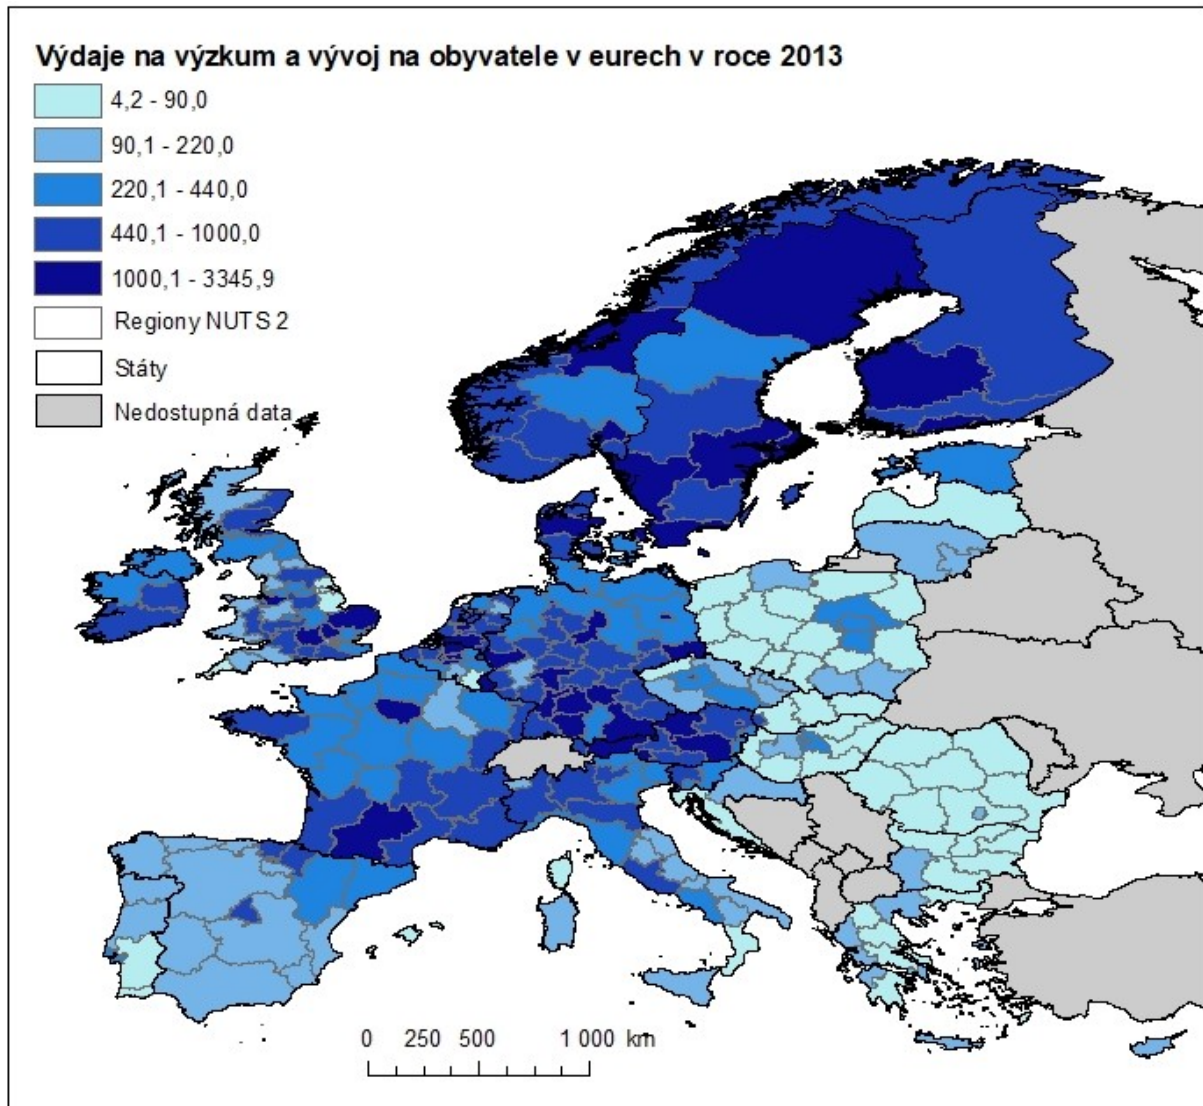 Výdaje na výzkum a vývoj na obyvatele v eurech v roce 2013
4,2 - 90,0
90,1 - 220,0
220,1 - 440,0
440,1 - 1000,0
1000,1 - 3345,9
Regiony NUTS 2
Státy
Nedostupná data
0 250 500 1 000 km